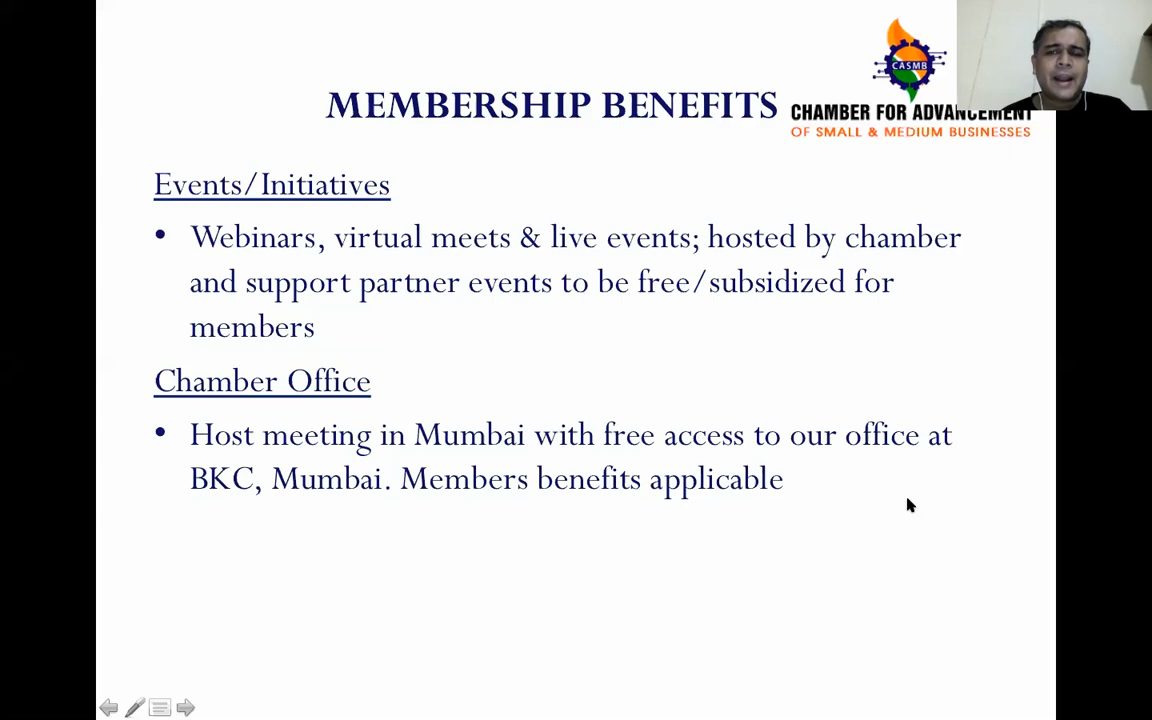 CASMB
MEMBERSHIP BENEFITS
CHAMBER FOR ADVANCEMENT
OF SMALL & MEDIUM BUSINESSES
Events/Initiatives
• Webinars, virtual meets & live events; hosted by chamber
and support partner events to be free/subsidized for
members
Chamber Office
• Host meeting in Mumbai with free access to our office at
BKC, Mumbai. Members benefits applicable